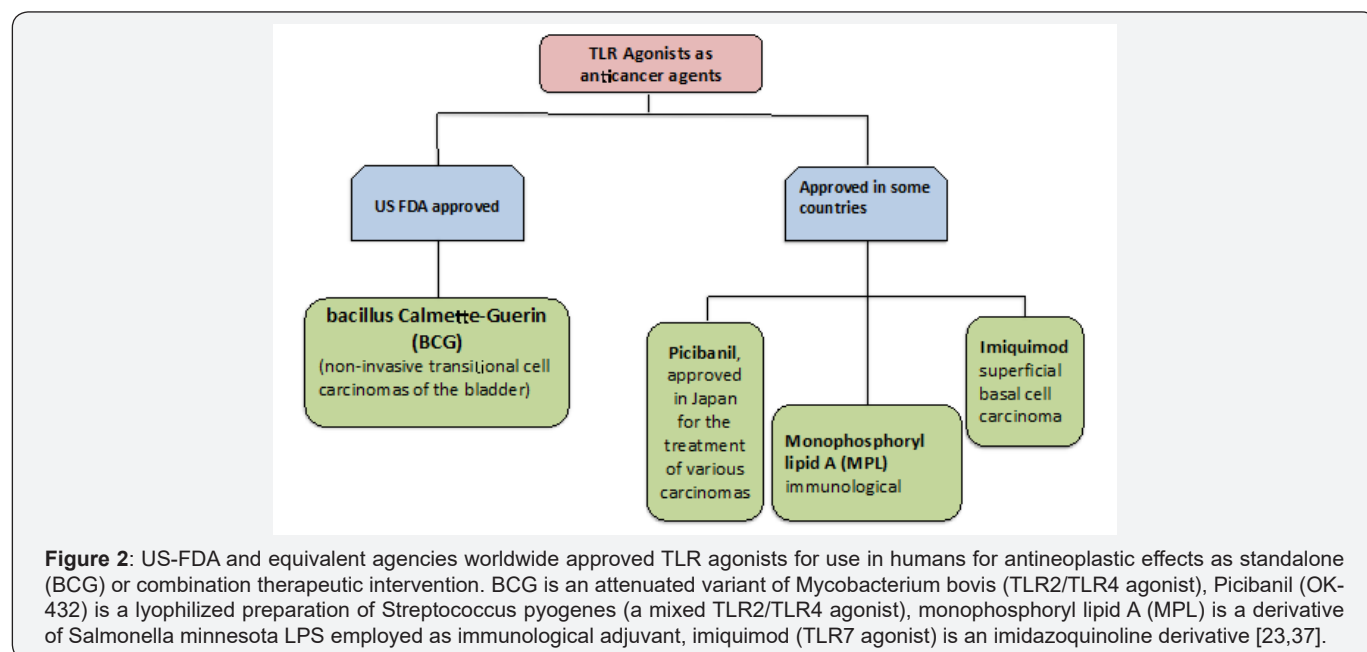 TLR Agonists as
anticancer agents
US FDA approved
Approved in some
countries
bacillus Calmette-Guerin
(BCG)
(non-invasive transitional cell
carcinomas of the bladder)
Picibanil,
approved
in Japan
for the
treatment
of various
carcinomas
Monophosphoryl
lipid A (MPL)
immunological
Imiquimod
superficial
basal cell
carcinoma
Figure 2: US-FDA and equivalent agencies worldwide approved TLR agonists for use in humans for antineoplastic effects as standalone
(BCG) or combination therapeutic intervention. BCG is an attenuated variant of Mycobacterium bovis (TLR2/TLR4 agonist), Picibanil (OK-
432) is a lyophilized preparation of Streptococcus pyogenes (a mixed TLR2/TLR4 agonist), monophosphoryl lipid A (MPL) is a derivative
of Salmonella minnesota LPS employed as immunological adjuvant, imiquimod (TLR7 agonist) is an imidazoquinoline derivative [23,37].